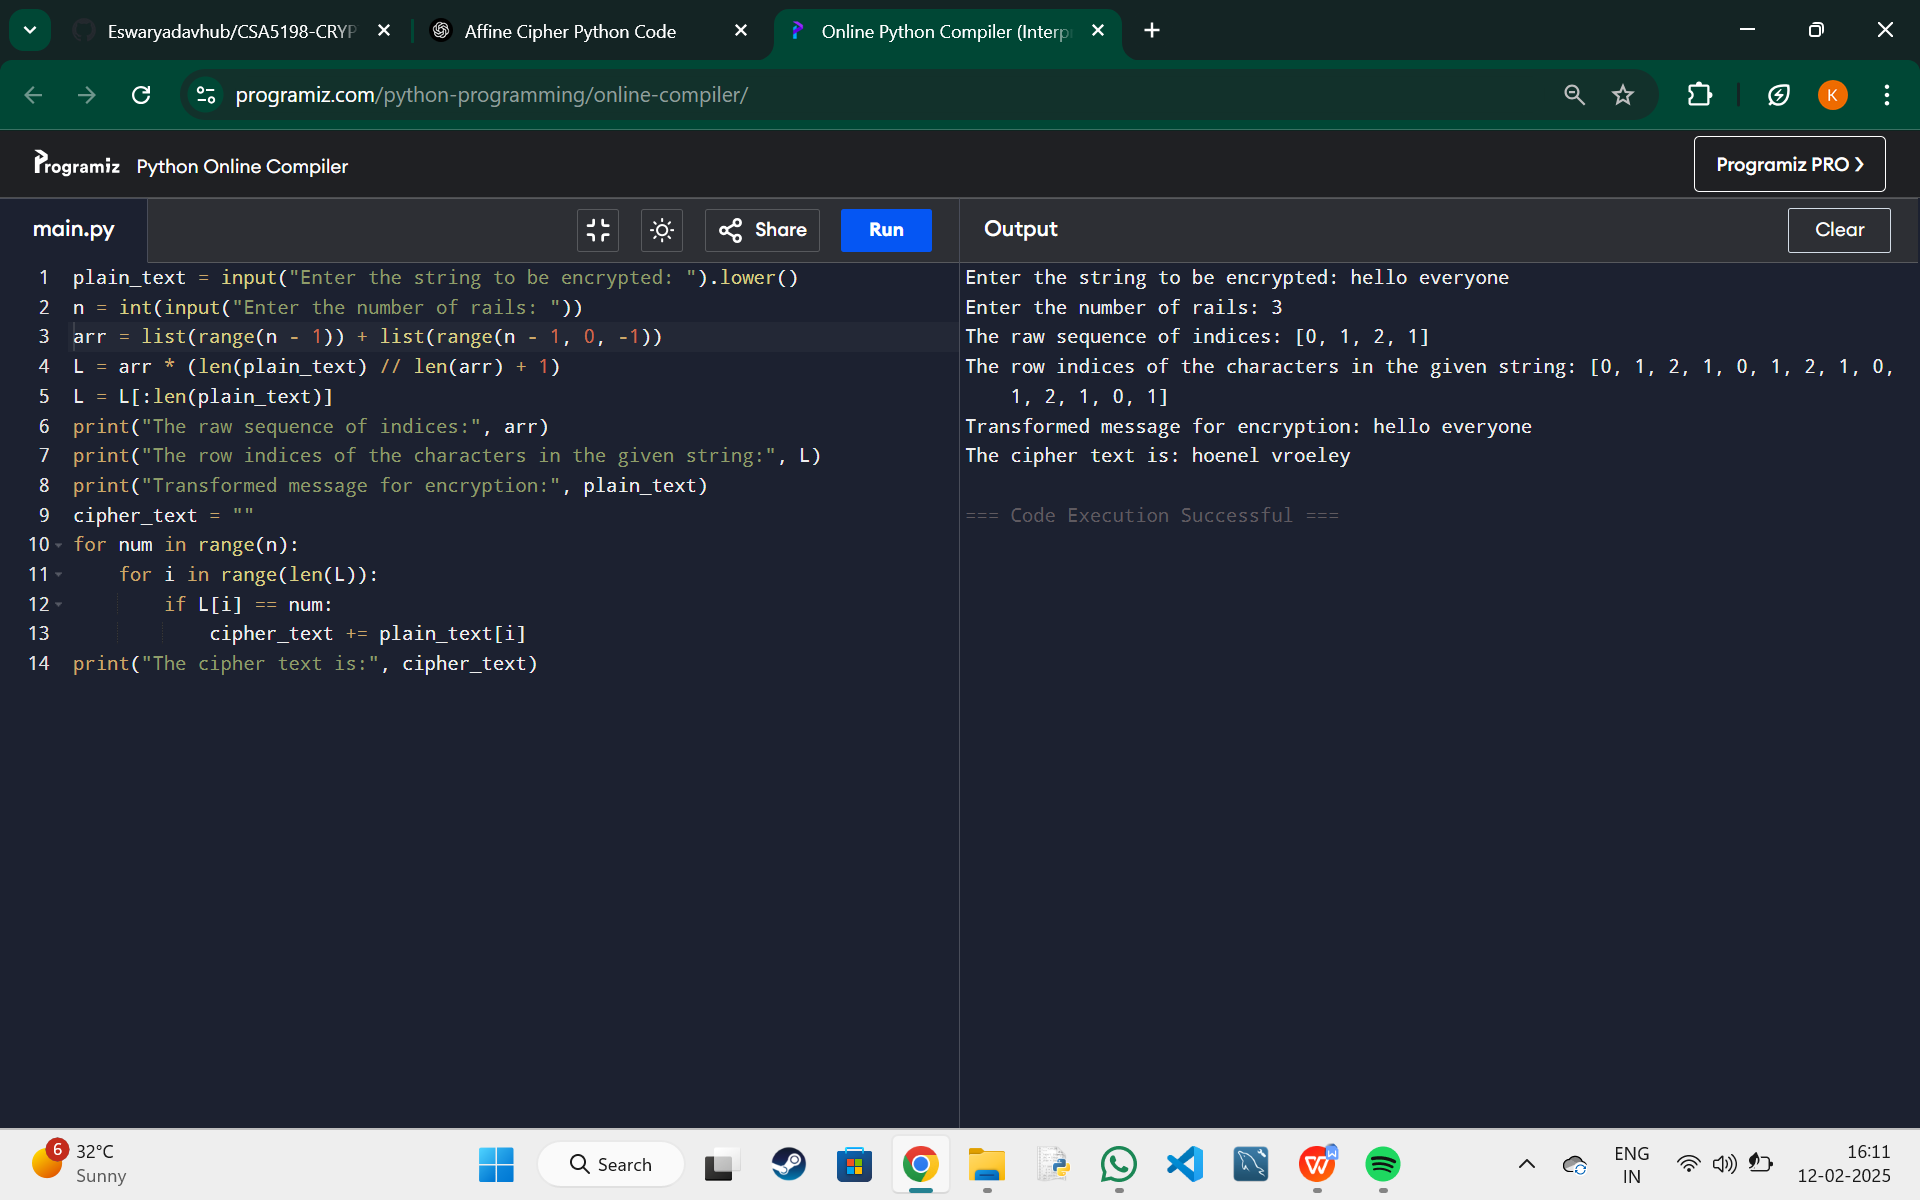 Eswaryadavhub/CSA5198-CRYP
Affine Cipher Python Code
Online Python Compiler (Interp
programiz.com/python-programming/online-compiler/
K
Programiz Python Online Compiler
Programiz PRO
main.py
Share
Run
Output
Clear
1 plain_text = input("Enter the string to be encrypted: ").lower()
2 n = int(input("Enter the number of rails: "))
3 arr = list(range(n - 1)) + list(range(n - 1, 0, -1))
4 L = arr * (len(plain_text) // len(arr) + 1)
5 L = L[:len(plain_text)]
6 print("The raw sequence of indices:", arr)
7 print("The row indices of the characters in the given string:", L)
8 print("Transformed message for encryption:", plain_text)
9 cipher_text = ""
10 for num in range(n):
11     for i in range(len(L)):
12         if L[i] == num:
13             cipher_text += plain_text[i]
14 print("The cipher text is:", cipher_text)
Enter the string to be encrypted: hello everyone
Enter the number of rails: 3
The raw sequence of indices: [0, 1, 2, 1]
The row indices of the characters in the given string: [0, 1, 2, 1, 0, 1, 2, 1, 0,
1, 2, 1, 0, 1]
Transformed message for encryption: hello everyone
The cipher text is: hoenel vroeley
=== Code Execution Successful ===
6
32°C
Sunny
Search
W
ENG
IN
16:11
12-02-2025